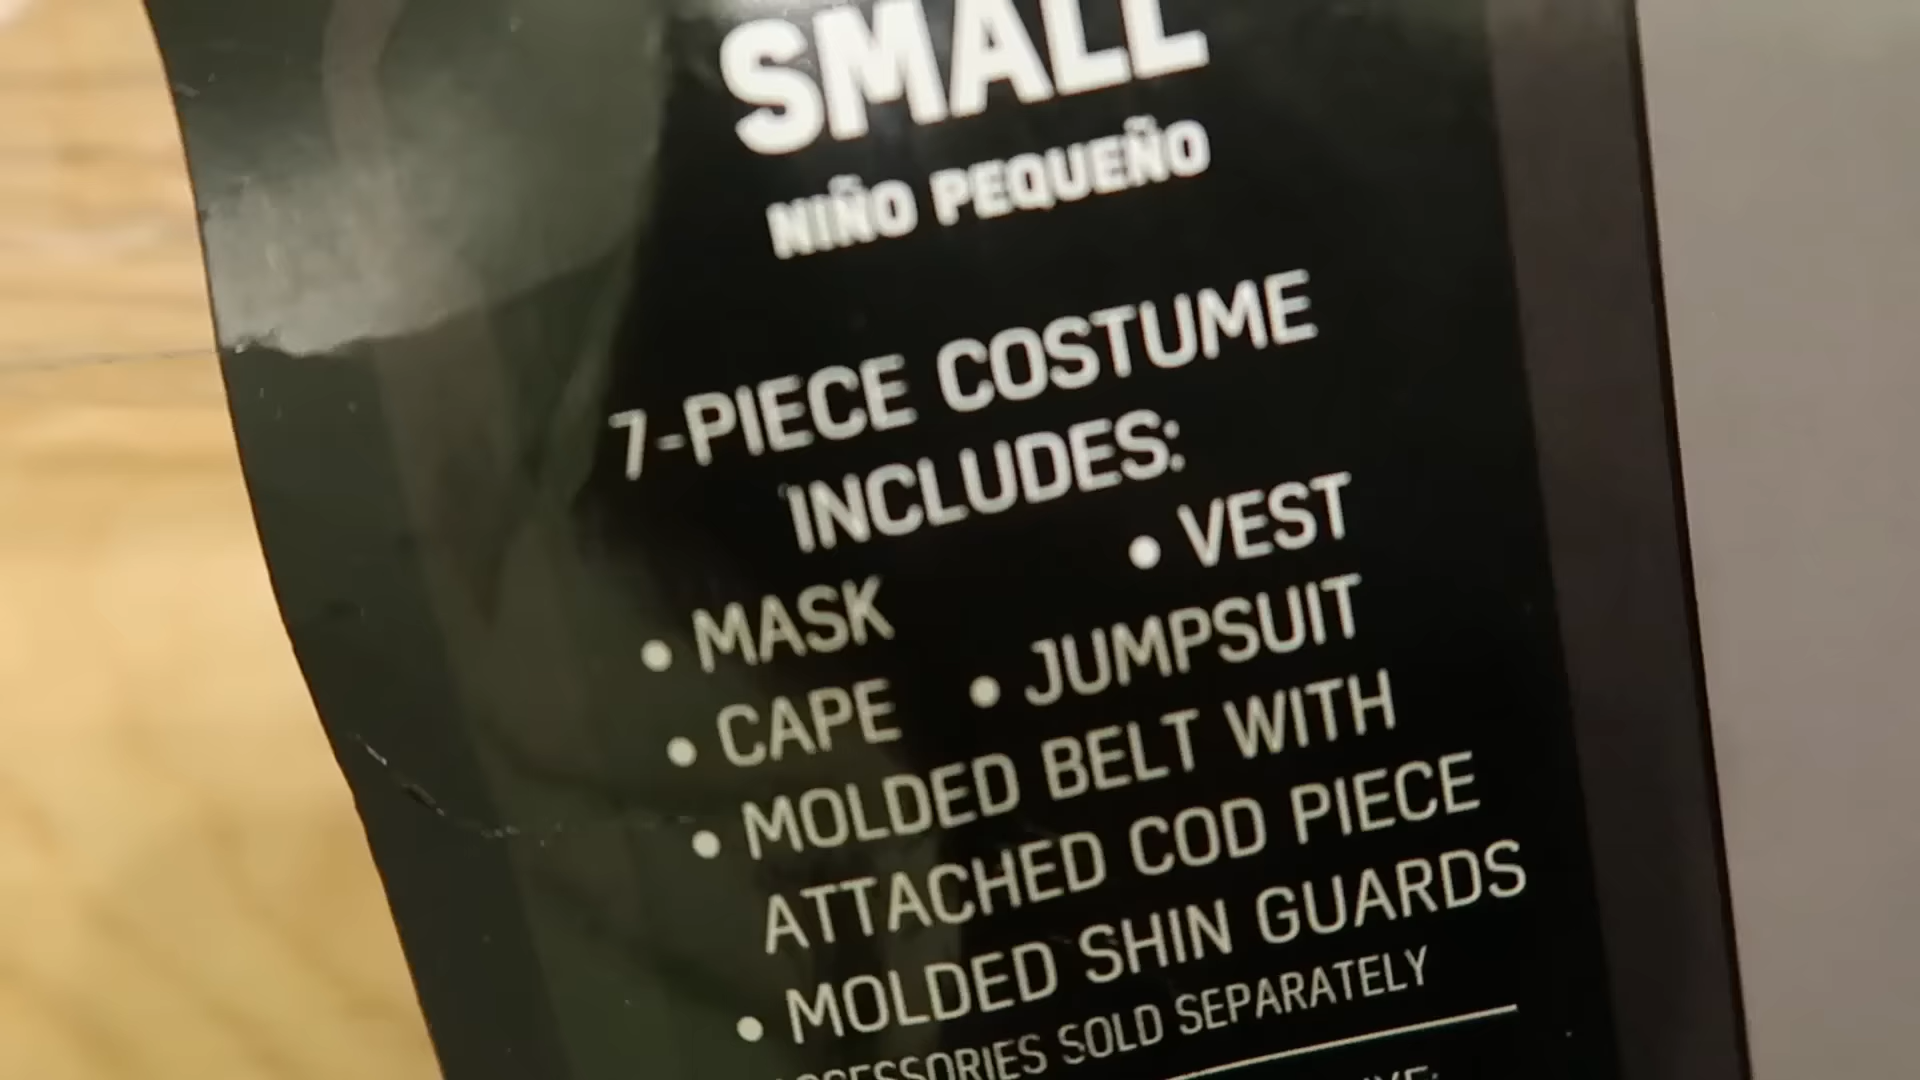 SMALL
NIÑO PEQUEÑO
7-PIECE COSTUME
INCLUDES:
• MASK • VEST
• CAPE • JUMPSUIT
• MOLDED BELT WITH
ATTACHED COD PIECE
• MOLDED SHIN GUARDS
SOLD SEPARATELY